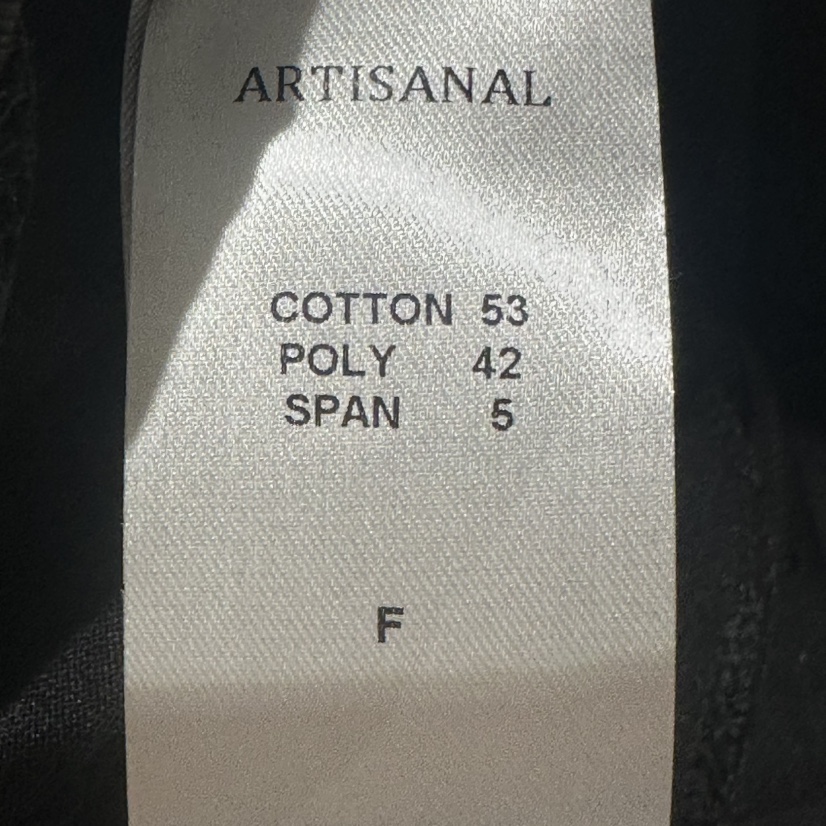 ARTISANAL
COTTON 53
POLY 42
SPAN 5
F